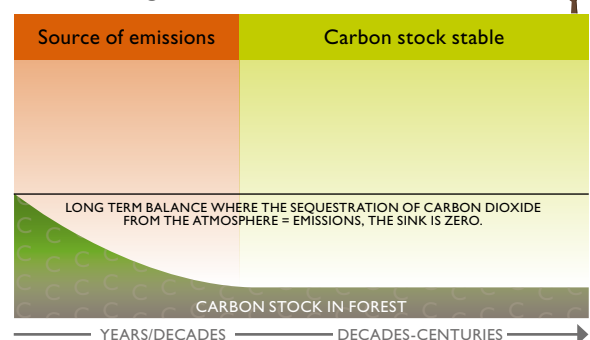 Source of emissions
Carbon stock stable
LONG TERM BALANCE WHERE THE SEQUESTRATION OF CARBON DIOXIDE
FROM THE ATMOSPHERE = EMISSIONS, THE SINK IS ZERO.
CARBON STOCK IN FOREST
YEARS/DECADES
DECADES-CENTURIES